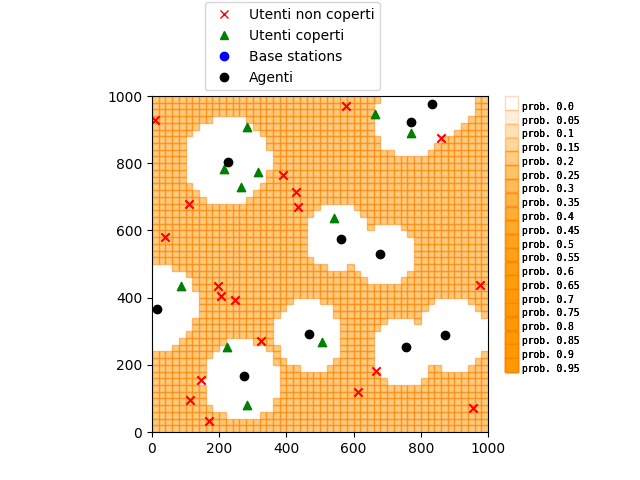 Utenti non coperti
Utenti coperti
Base stations
Agenti
1000
800
600
400
200
0
0 200 400 600 800 1000
prob. 0.0
prob. 0.05
prob. 0.1
prob. 0.15
prob. 0.2
prob. 0.25
prob. 0.3
prob. 0.35
prob. 0.4
prob. 0.45
prob. 0.5
prob. 0.55
prob. 0.6
prob. 0.65
prob. 0.7
prob. 0.75
prob. 0.8
prob. 0.85
prob. 0.9
prob. 0.95